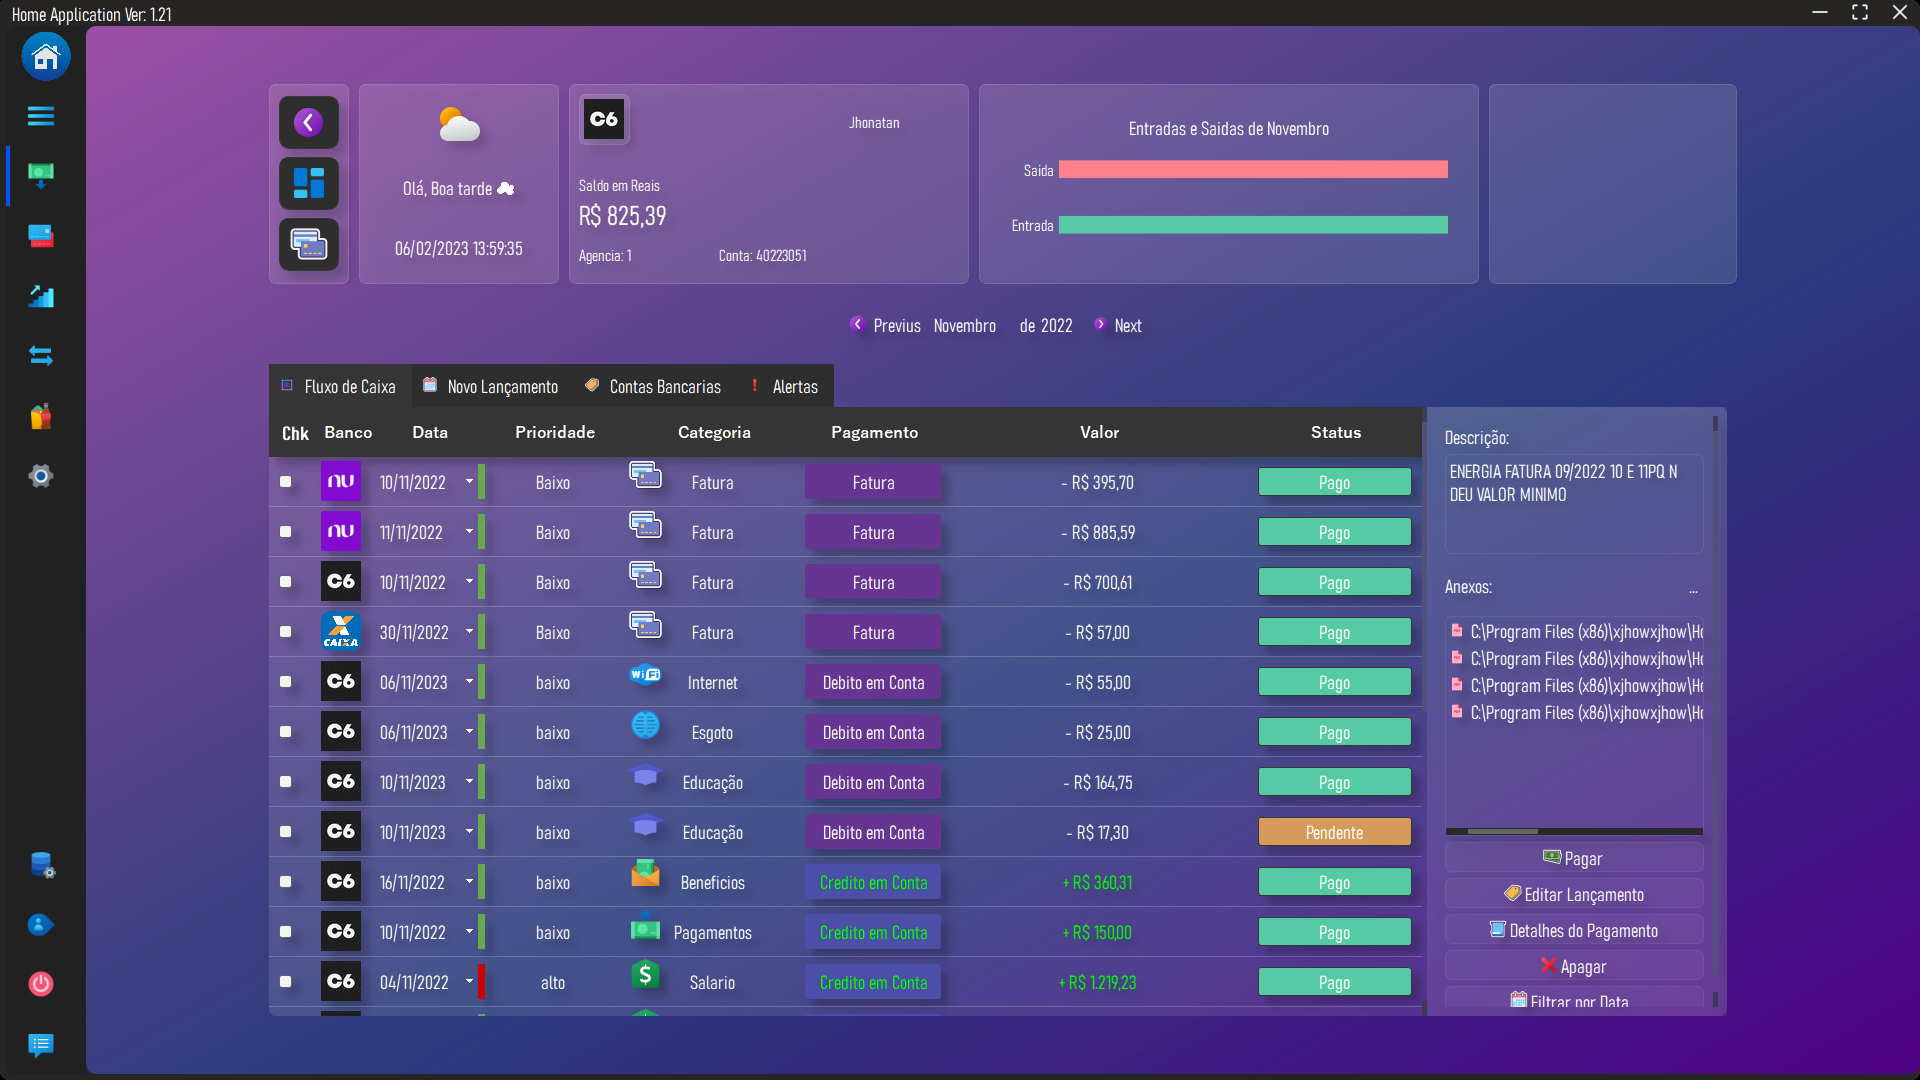 Home Application Ver: 1.21
C6
Jhonatan
Olá, Boa tarde
06/02/2023 13:59:35
Saldo em Reais
R$ 825,39
Agencia: 1
Conta: 40223051
Entradas e Saidas de Novembro
Saida
Entrada
Previus Novembro de 2022 Next
Fluxo de Caixa Novo Lançamento Contas Bancarias Alertas
Chk Banco Data Prioridade Categoria Pagamento Valor Status
nu 10/11/2022 Baixo Fatura Fatura - R$ 395,70 Pago
nu 11/11/2022 Baixo Fatura Fatura - R$ 885,59 Pago
C6 10/11/2022 Baixo Fatura Fatura - R$ 700,61 Pago
X CAIXA 30/11/2022 Baixo Fatura Fatura - R$ 57,00 Pago
C6 06/11/2023 baixo WiFi Internet Debito em Conta - R$ 55,00 Pago
C6 06/11/2023 baixo Esgoto Debito em Conta - R$ 25,00 Pago
C6 10/11/2023 baixo Educação Debito em Conta - R$ 164,75 Pago
C6 10/11/2023 baixo Educação Debito em Conta - R$ 17,30 Pendente
C6 16/11/2022 baixo Beneficios Credito em Conta + R$ 360,31 Pago
C6 10/11/2022 baixo Pagamentos Credito em Conta + R$ 150,00 Pago
C6 04/11/2022 alto $ Salario Credito em Conta + R$ 1.219,23 Pago
Descrição:
ENERGIA FATURA 09/2022 10 E 11PQ N
DEU VALOR MINIMO
Anexos: ...
C:\Program Files (x86)\xjhowxjhow\Ho
C:\Program Files (x86)\xjhowxjhow\Ho
C:\Program Files (x86)\xjhowxjhow\Ho
C:\Program Files (x86)\xjhowxjhow\Ho
Pagar
Editar Lançamento
Detalhes do Pagamento
Apagar
Filtrar por Data